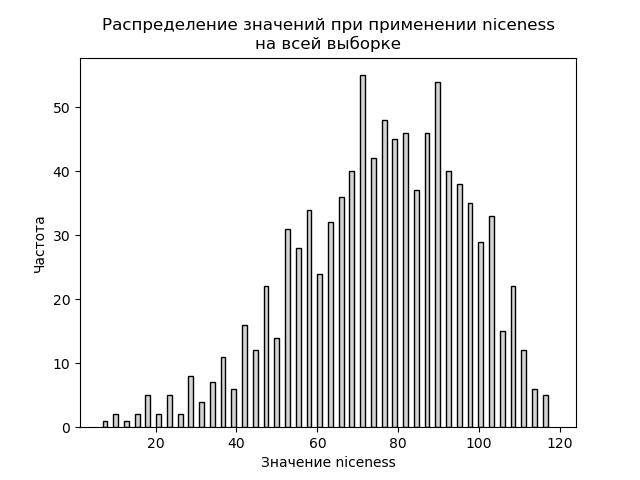 Распределение значений при применении niceness
на всей выборке
Частота
50
40
30
20
10
0
20 40 60 80 100 120
Значение niceness